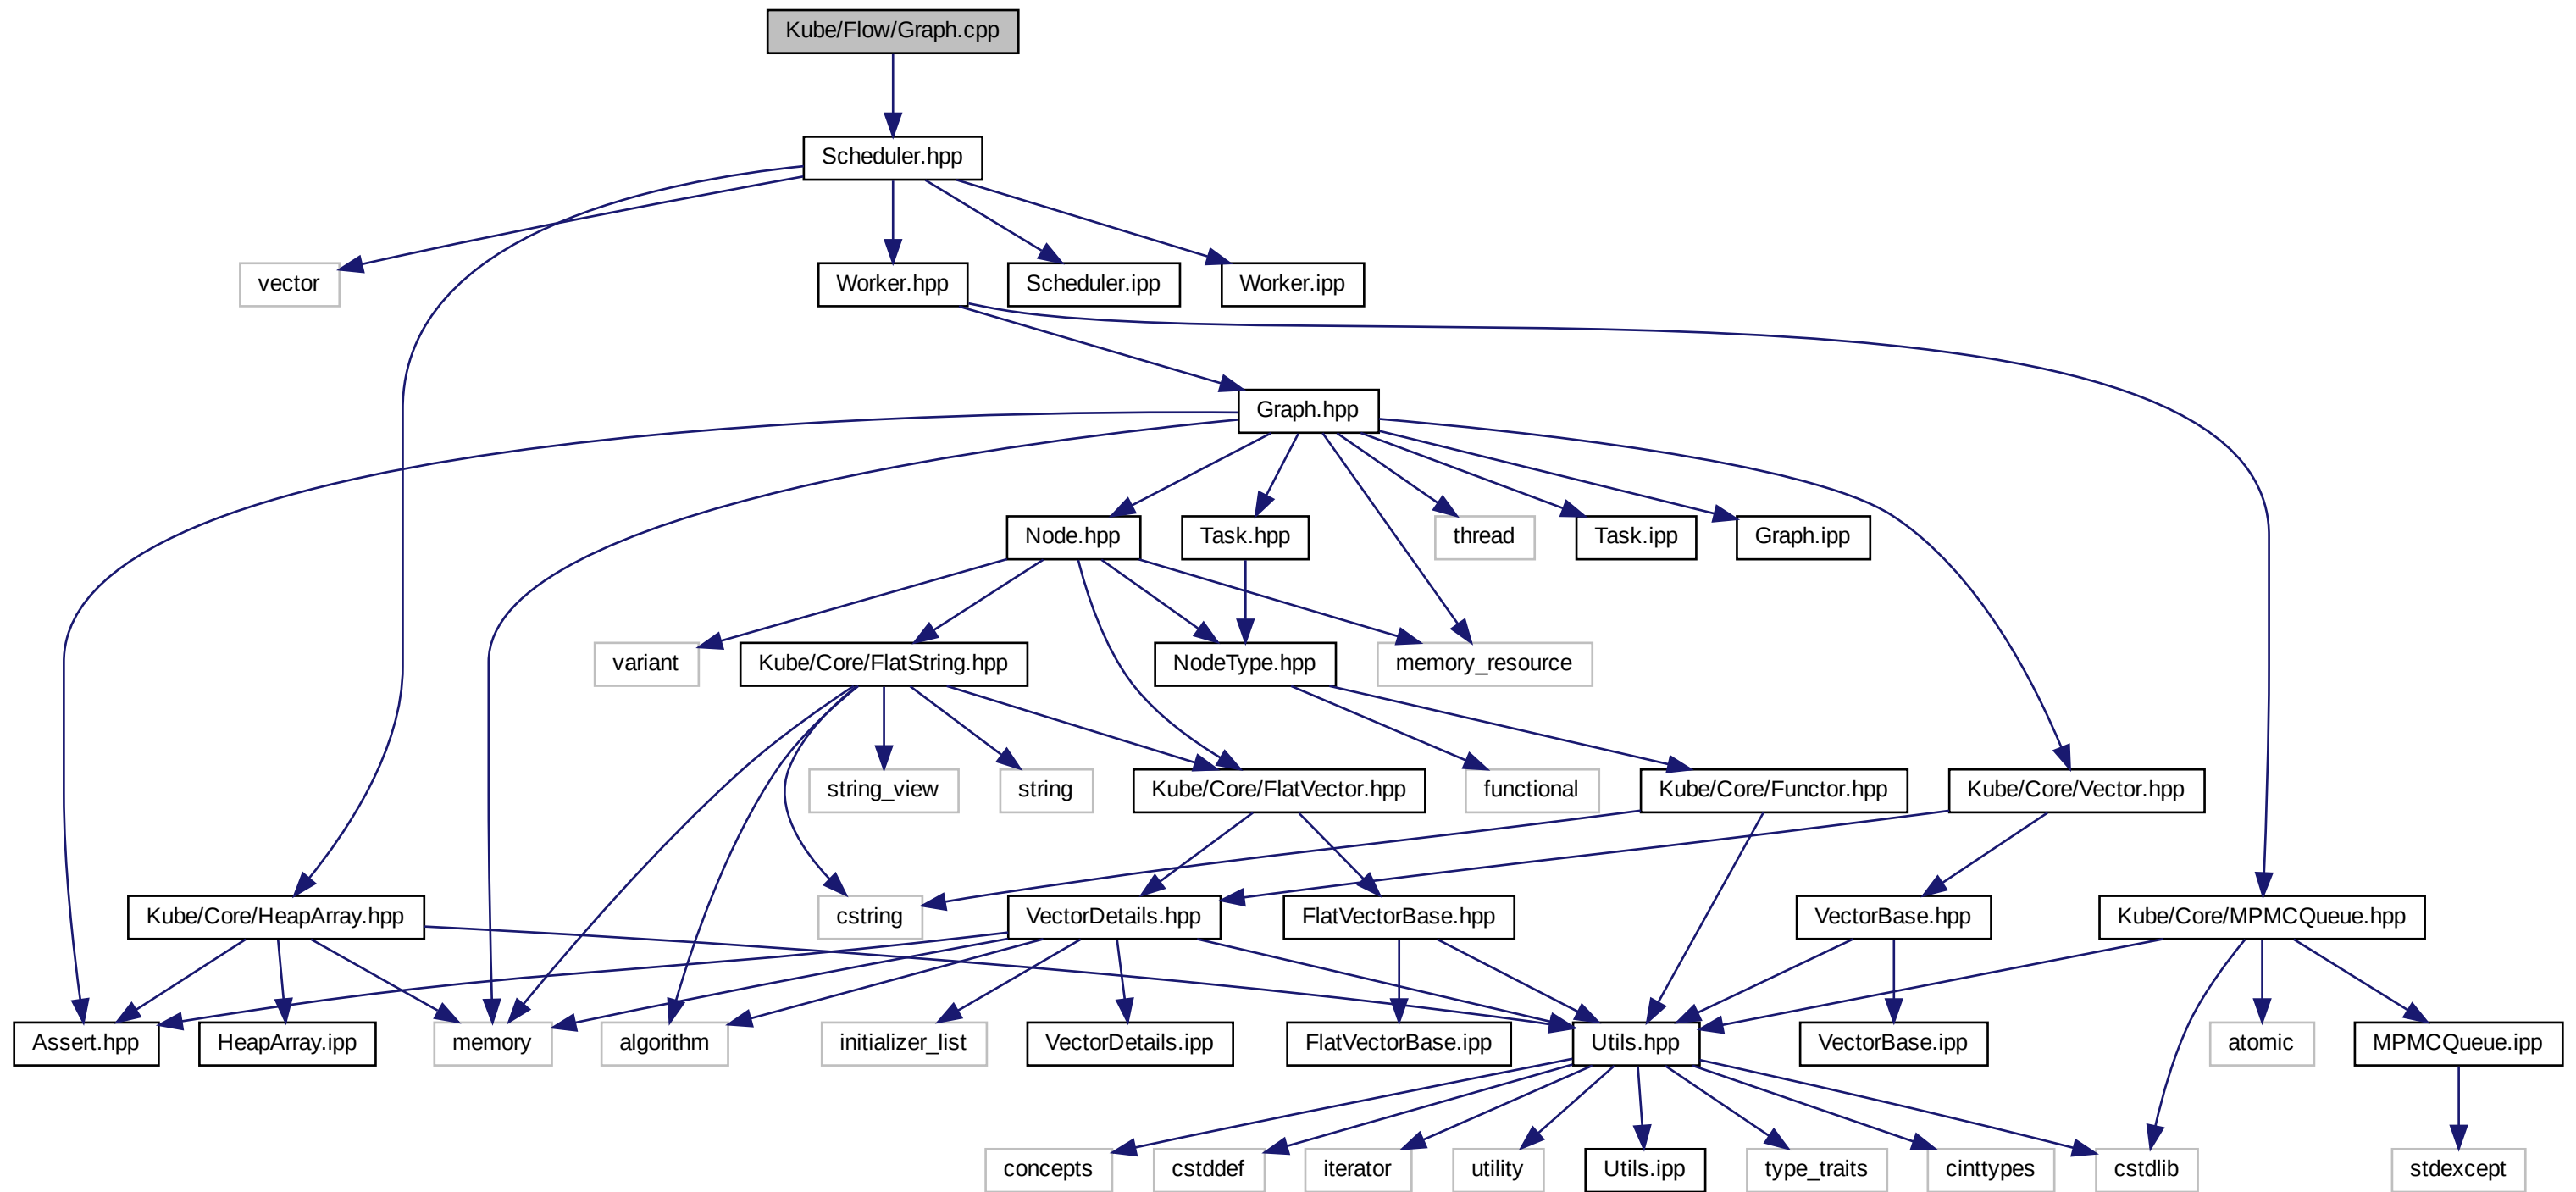 Kube/Flow/Graph.cpp
Scheduler.hpp
vector
Worker.hpp
Scheduler.ipp
Worker.ipp
Graph.hpp
Node.hpp
Task.hpp
thread
Task.ipp
Graph.ipp
variant
Kube/Core/FlatString.hpp
NodeType.hpp
memory_resource
string_view
string
Kube/Core/FlatVector.hpp
functional
Kube/Core/Functor.hpp
Kube/Core/Vector.hpp
Kube/Core/HeapArray.hpp
cstring
VectorDetails.hpp
FlatVectorBase.hpp
VectorBase.hpp
Kube/Core/MPMCQueue.hpp
Assert.hpp
HeapArray.ipp
memory
algorithm
initializer_list
VectorDetails.ipp
FlatVectorBase.ipp
Utils.hpp
VectorBase.ipp
atomic
MPMCQueue.ipp
concepts
cstddef
iterator
utility
Utils.ipp
type_traits
cinttypes
cstdlib
stdexcept